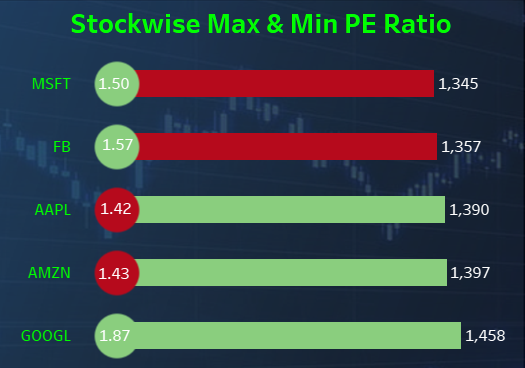 Stockwise Max & Min PE Ratio
MSFT 1.50 1,345
FB 1.57 1,357
AAPL 1.42 1,390
AMZN 1.43 1,397
GOOGL 1.87 1,458